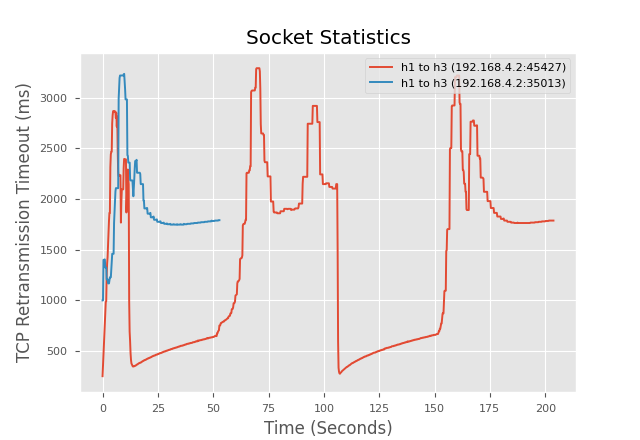 Socket Statistics
h1 to h3 (192.168.4.2:45427)
h1 to h3 (192.168.4.2:35013)
TCP Retransmission Timeout (ms)
3000
2500
2000
1500
1000
500
0 25 50 75 100 125 150 175 200
Time (Seconds)